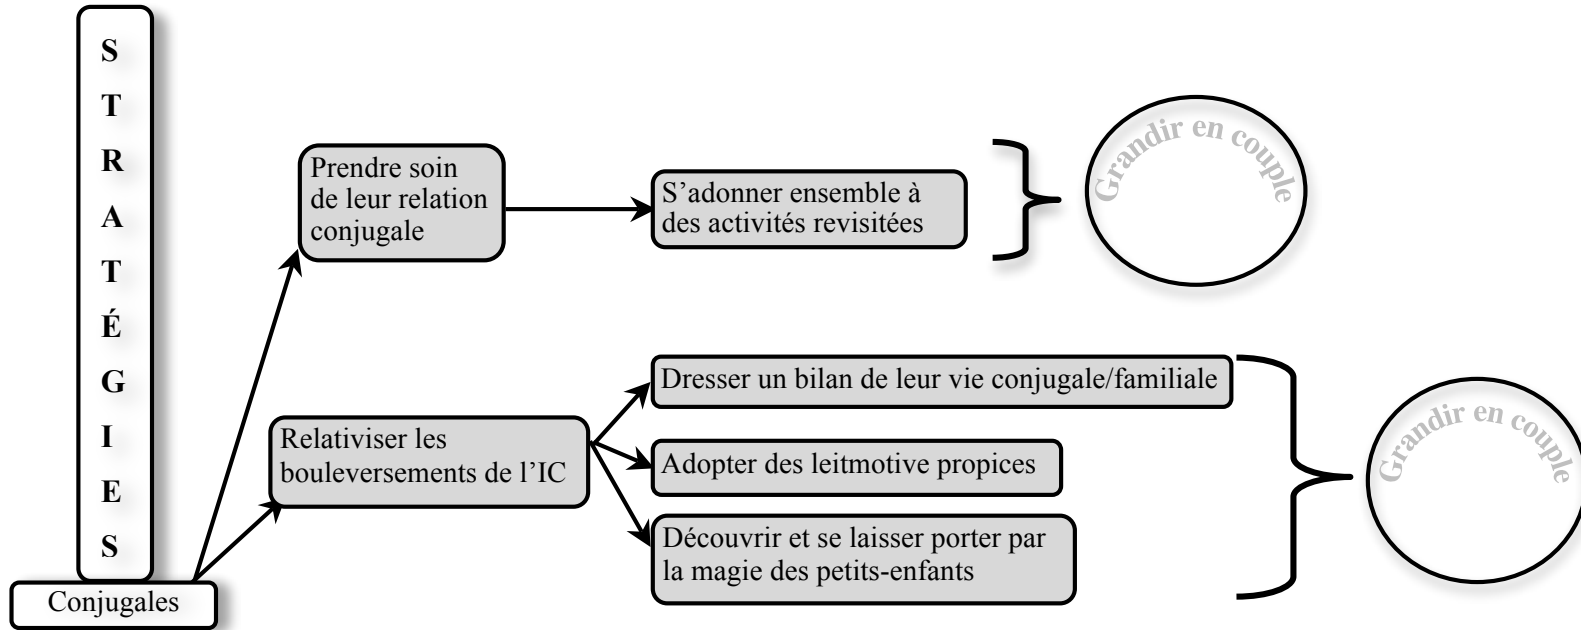 S
T
R
A
T
É
G
I
E
S
Conjugales
Prendre soin
de leur relation
conjugale
S’adonner ensemble à
des activités revisitées
Grandir en couple
Relativiser les
bouleversements de l’IC
Dresser un bilan de leur vie conjugale/familiale
Adopter des leitmotive propices
Découvrir et se laisser porter par
la magie des petits-enfants
Grandir en couple